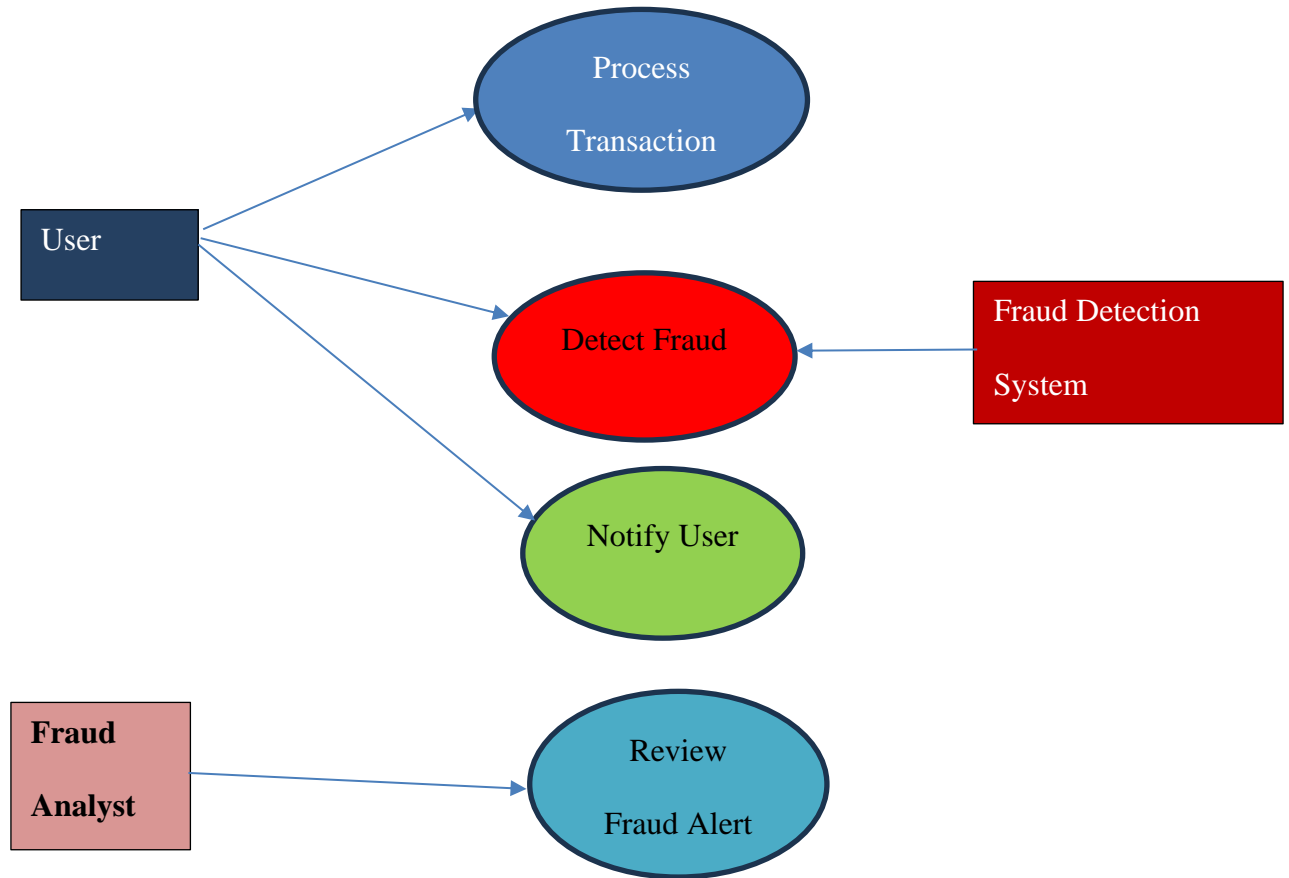 Process
Transaction
User
Detect Fraud
Fraud Detection
System
Notify User
Fraud
Analyst
Review
Fraud Alert